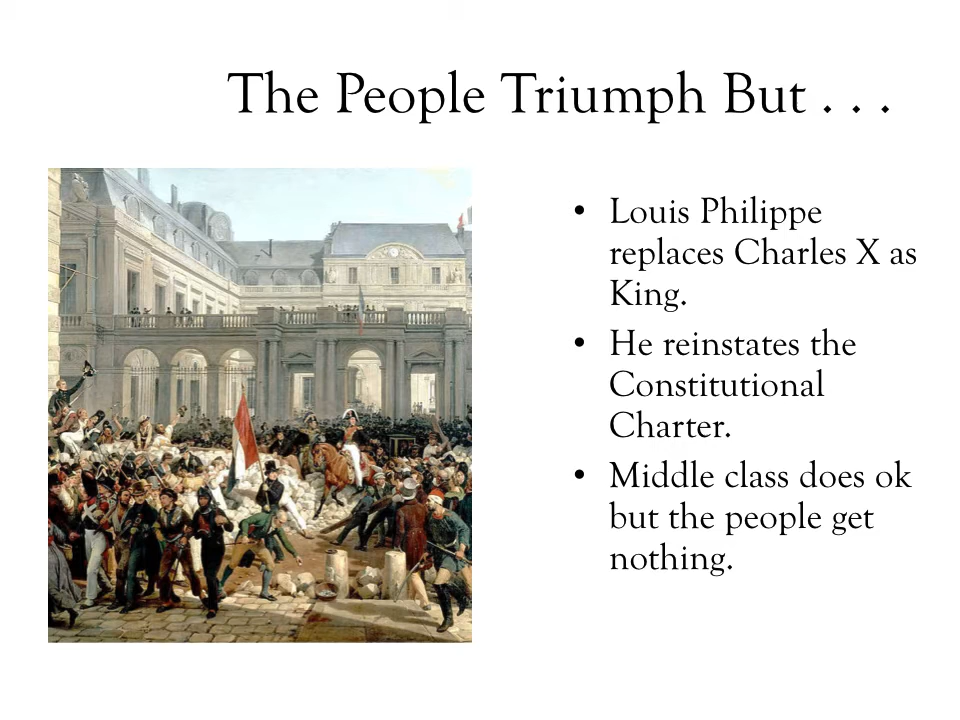 The People Triumph But . . .
• Louis Philippe
replaces Charles X as
King.
• He reinstates the
Constitutional
Charter.
• Middle class does ok
but the people get
nothing.